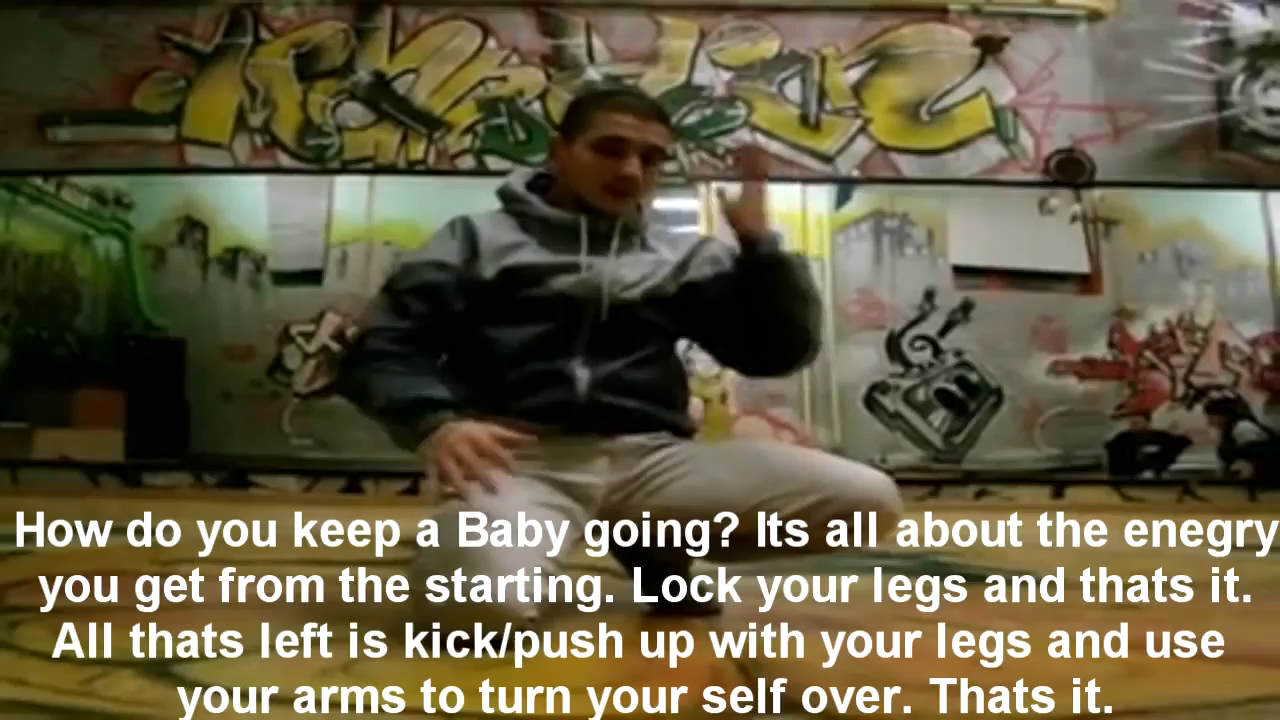 How do you keep a Baby going? Its all about the enegry
you get from the starting. Lock your legs and thats it.
All thats left is kick/push up with your legs and use
your arms to turn your self over. Thats it.